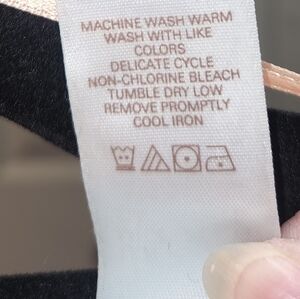 MACHINE WASH WARM
WASH WITH LIKE
COLORS
DELICATE CYCLE
NON-CHLORINE BLEACH
TUMBLE DRY LOW
REMOVE PROMPTLY
COOL IRON